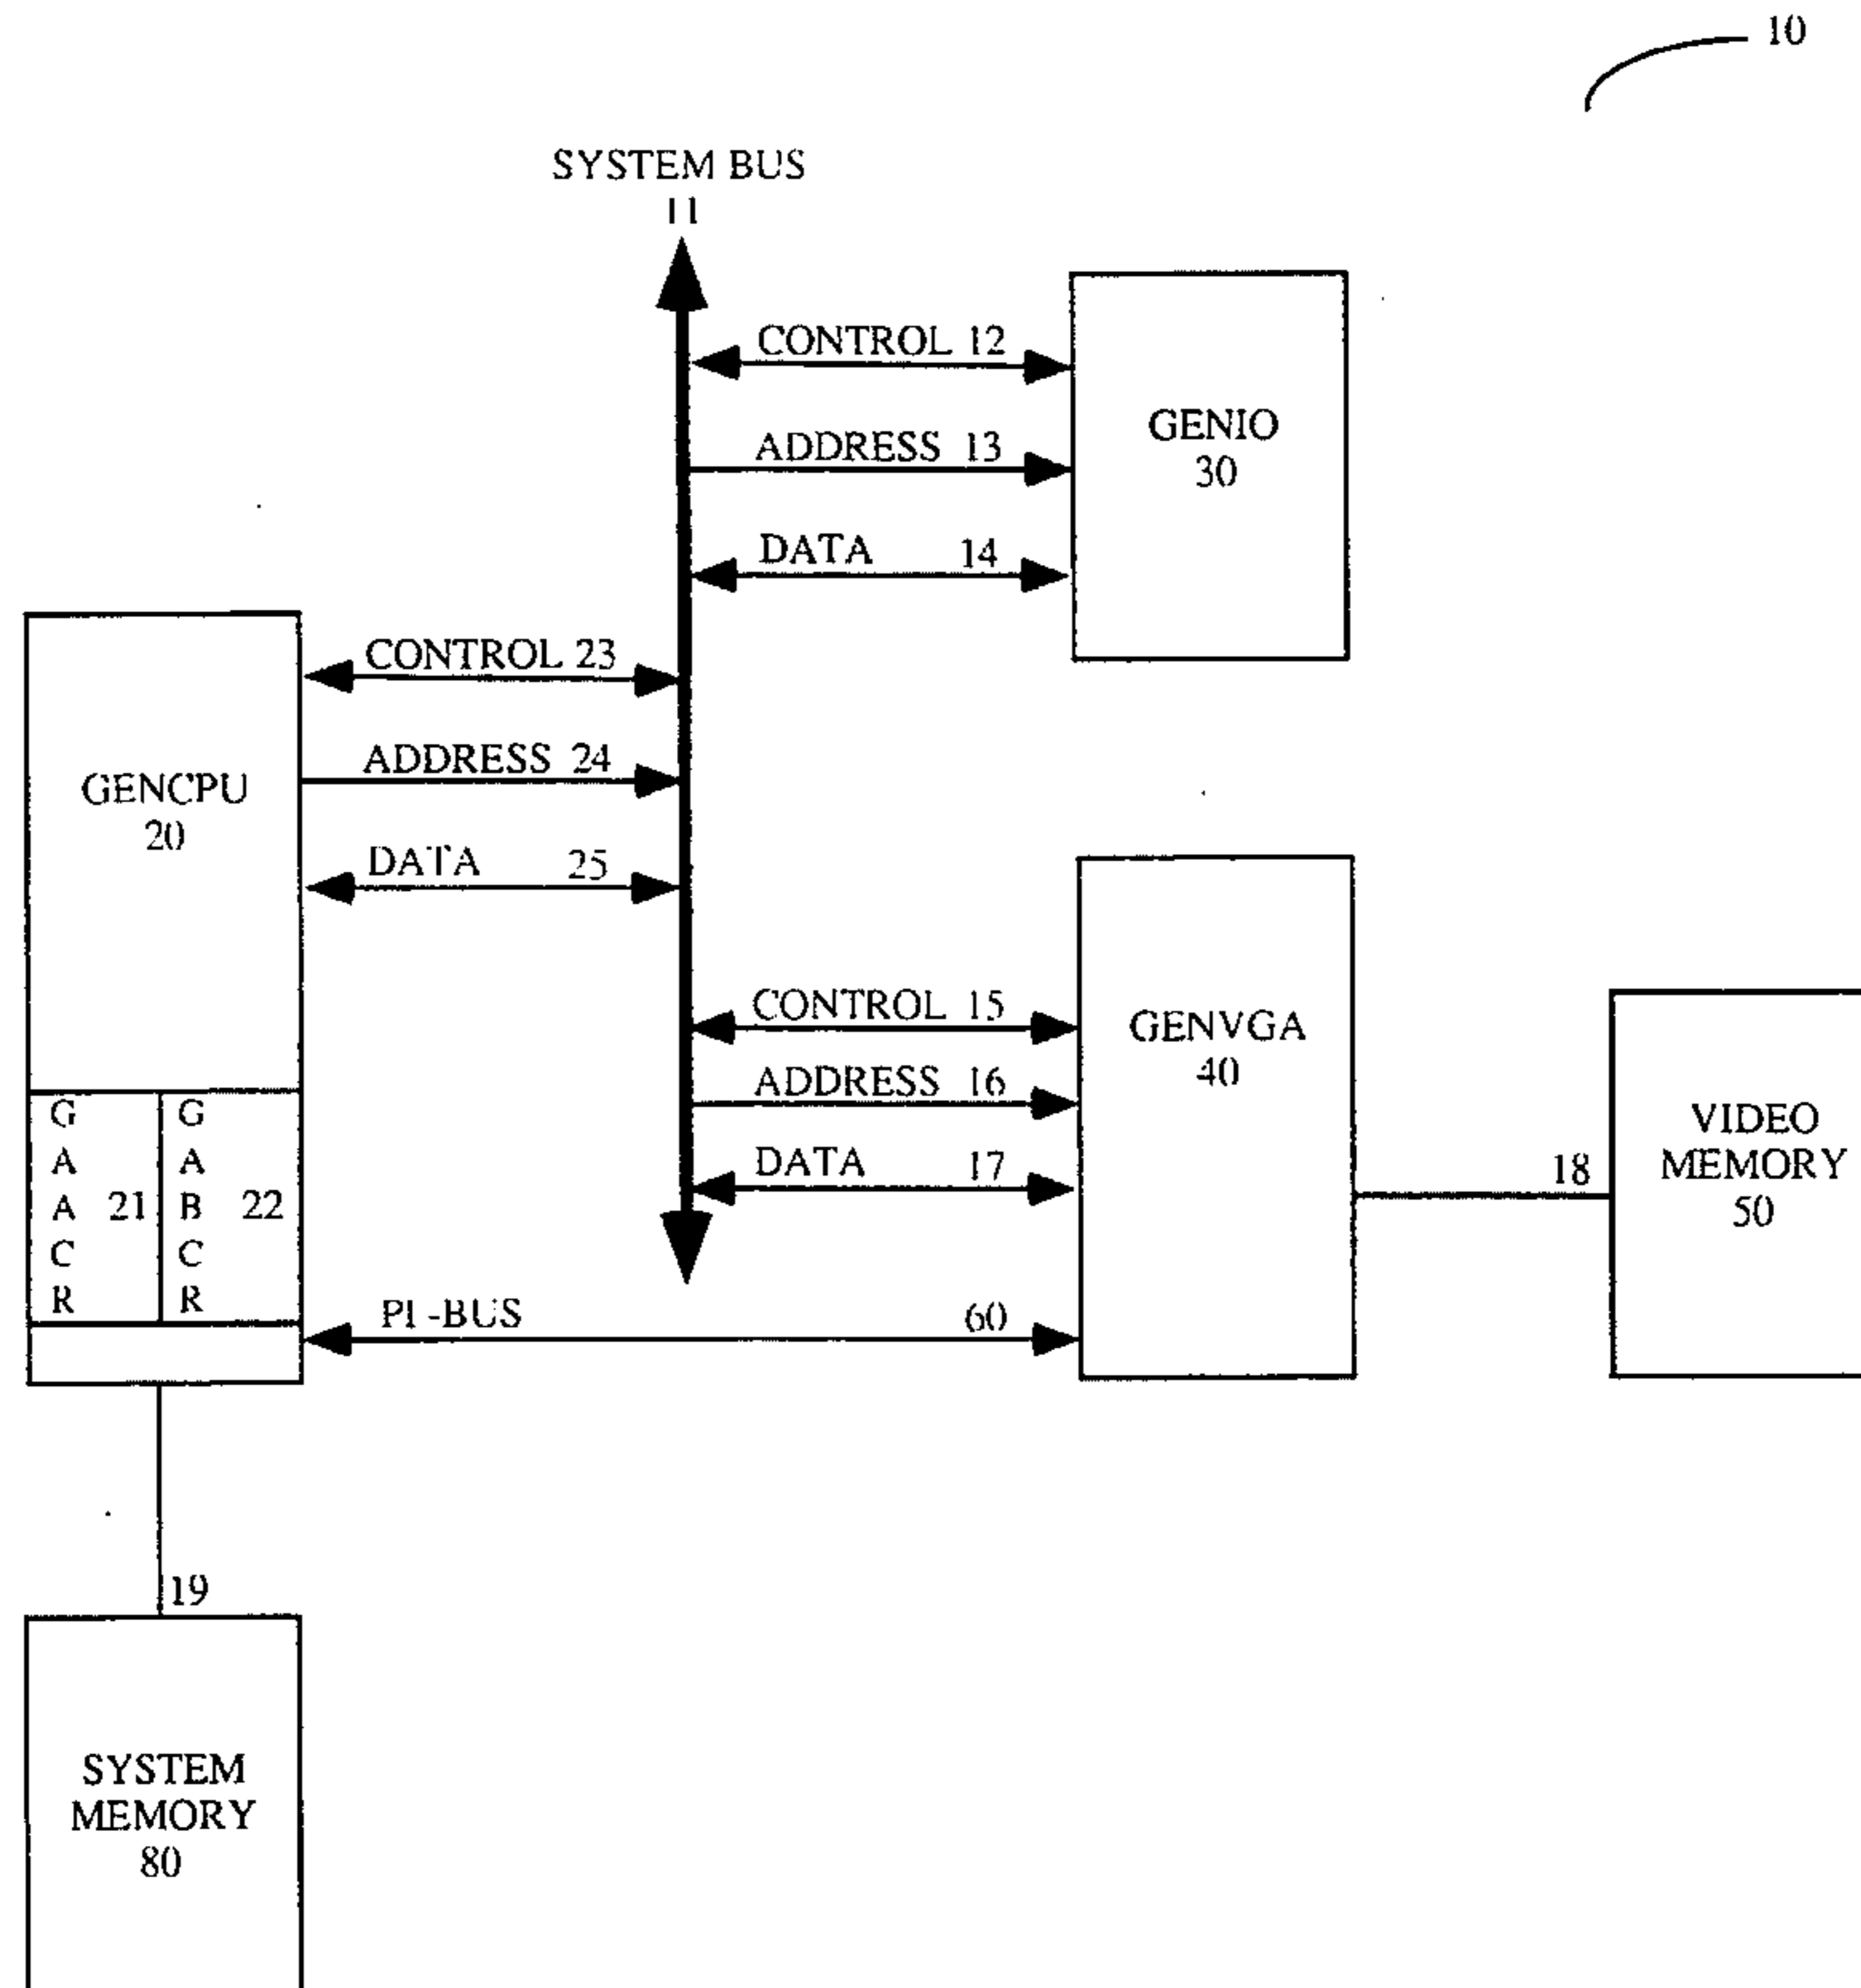 10
SYSTEM BUS
11
CONTROL 12
ADDRESS 13
DATA 14
GENIO
30
CONTROL 23
ADDRESS 24
DATA 25
GENCPU
20
CONTROL 15
ADDRESS 16
DATA 17
GENVGA
40
18
VIDEO
MEMORY
50
G A A C R 21
G A B C R 22
PI-BUS 60
19
SYSTEM
MEMORY
80